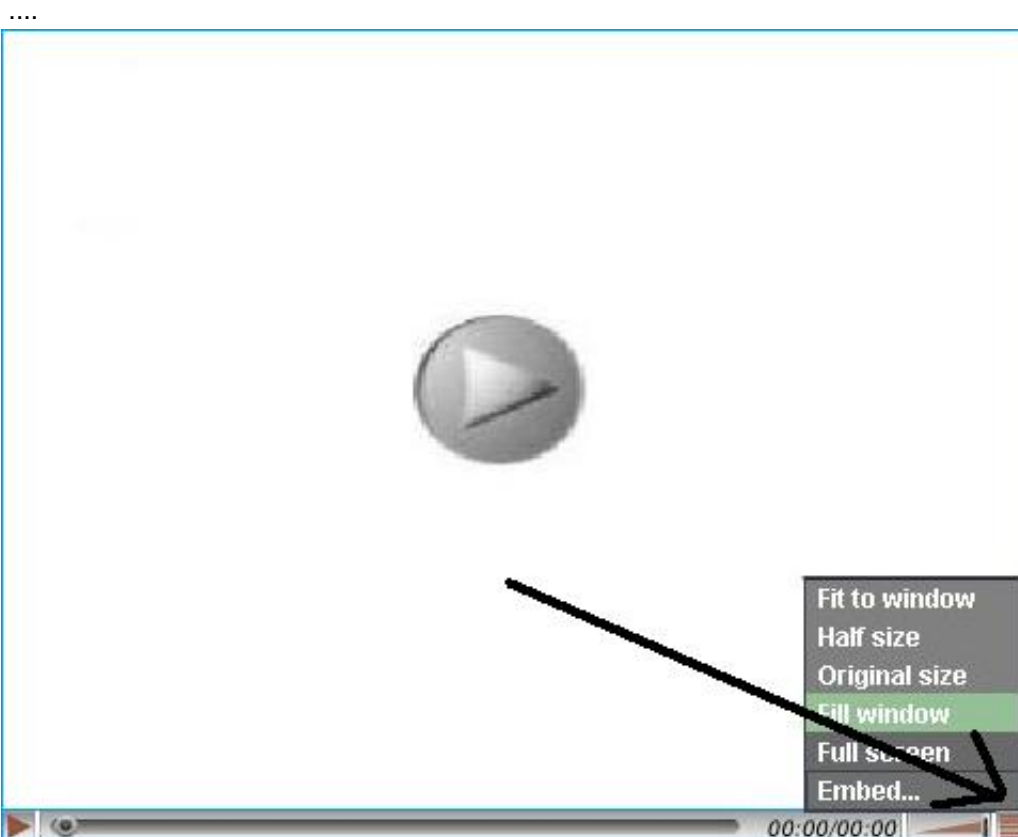 ....
Fit to window
Half size
Original size
Fill window
Full screen
Embed...
00:00/00:00